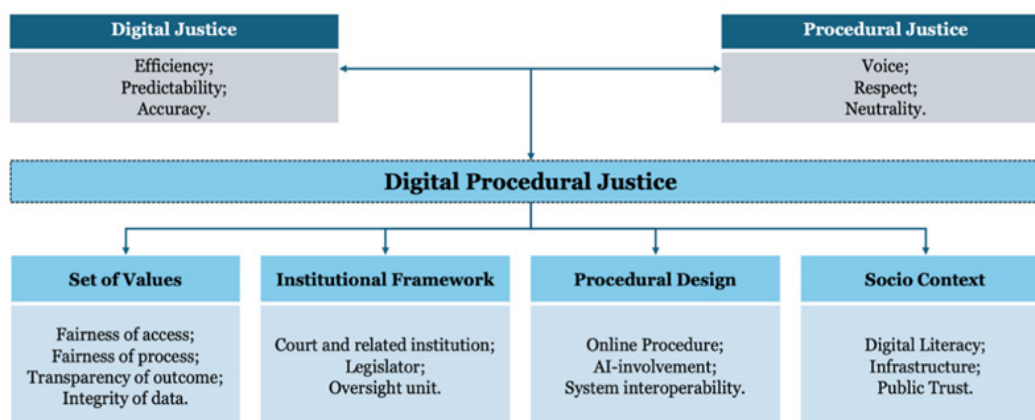 Digital Justice
Efficiency;
Predictability;
Accuracy.
Procedural Justice
Voice;
Respect;
Neutrality.
Digital Procedural Justice
Set of Values
Fairness of access;
Fairness of process;
Transparency of outcome;
Integrity of data.
Institutional Framework
Court and related institution;
Legislator;
Oversight unit.
Procedural Design
Online Procedure;
AI-involvement;
System interoperability.
Socio Context
Digital Literacy;
Infrastructure;
Public Trust.